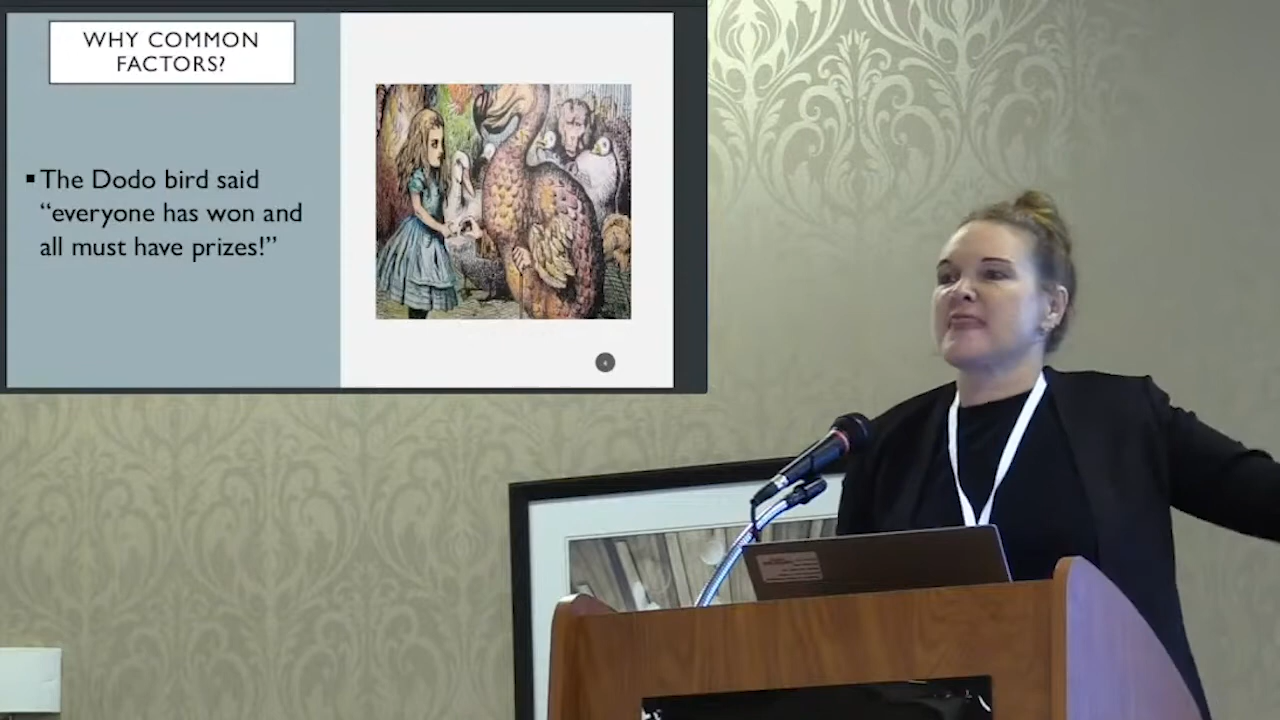 WHY COMMON
FACTORS?
▪ The Dodo bird said
“everyone has won and
all must have prizes!”